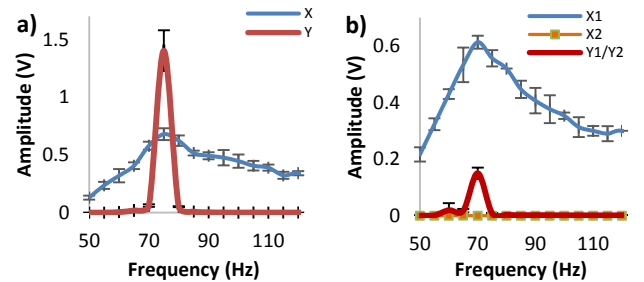 a)
X
Y
1.5
1
0.5
0
50 70 90 110
Amplitude (V)
Frequency (Hz)
b)
X1
X2
Y1/Y2
0.6
0.4
0.2
0
50 70 90 110
Amplitude (V)
Frequency (Hz)